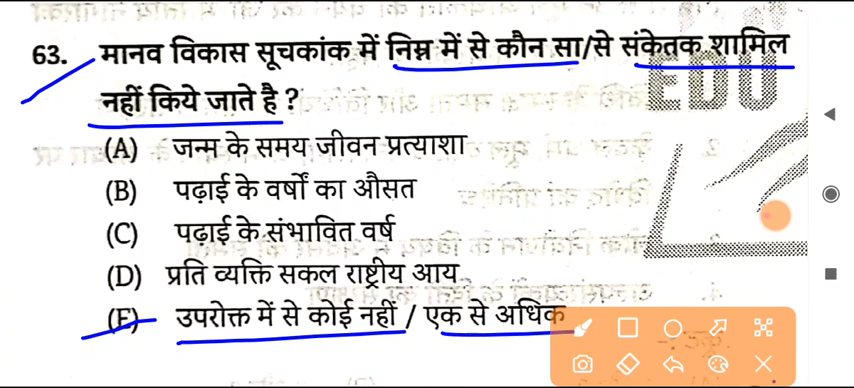 63. मानव विकास सूचकांक में निम्न में से कौन सा/से संकेतक शामिल
नहीं किये जाते है ?
(A) जन्म के समय जीवन प्रत्याशा
(B) पढ़ाई के वर्षों का औसत
(C) पढ़ाई के संभावित वर्ष
(D) प्रति व्यक्ति सकल राष्ट्रीय आय
(E) उपरोक्त में से कोई नहीं / एक से अधिक
EDU